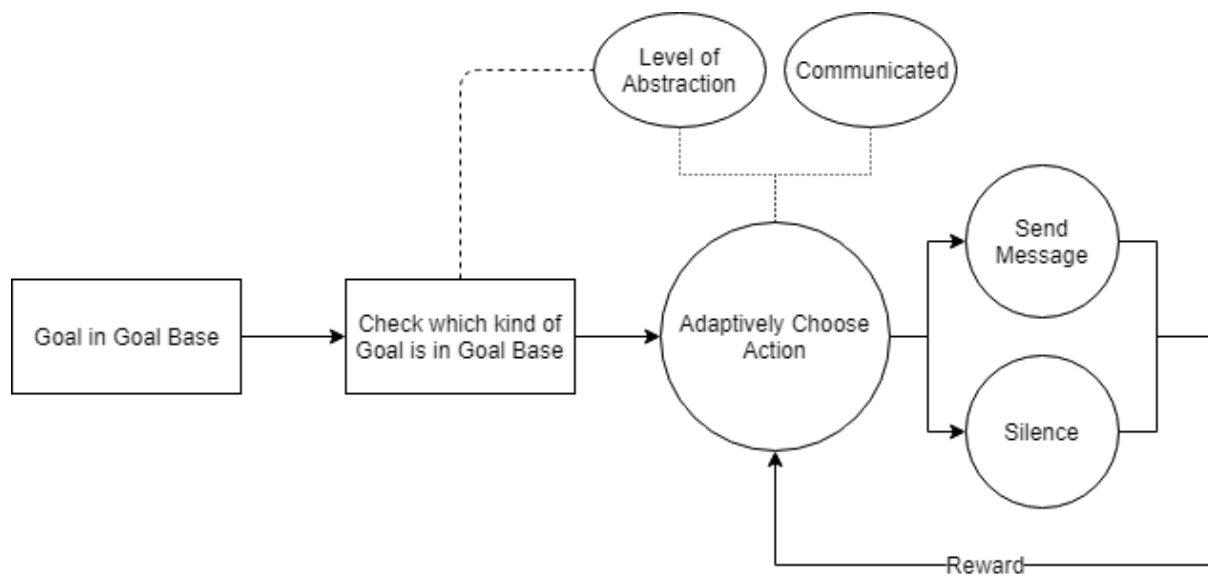 Level of
Abstraction
Communicated
Send
Message
Goal in Goal Base
Check which kind of
Goal is in Goal Base
Adaptively Choose
Action
Silence
Reward